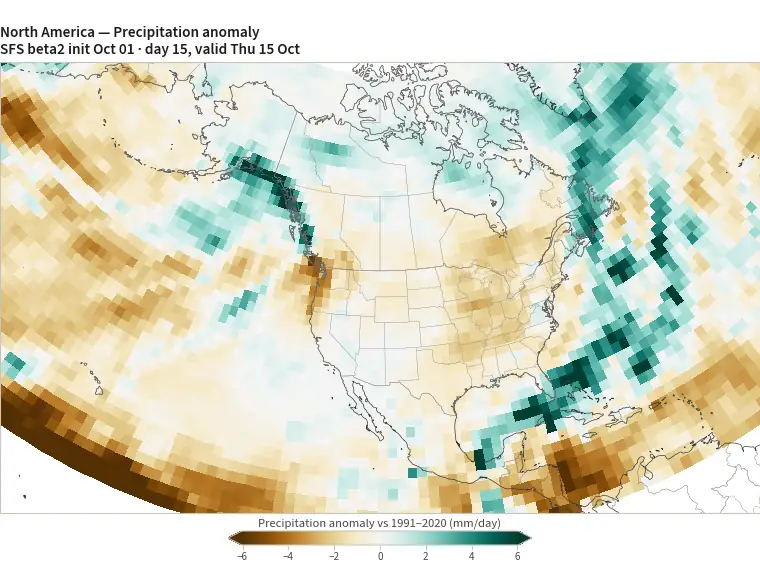 North America — Precipitation anomaly
SFS beta2 init Oct 01 · day 15, valid Thu 15 Oct
Precipitation anomaly vs 1991–2020 (mm/day)
−6 −4 −2 0 2 4 6